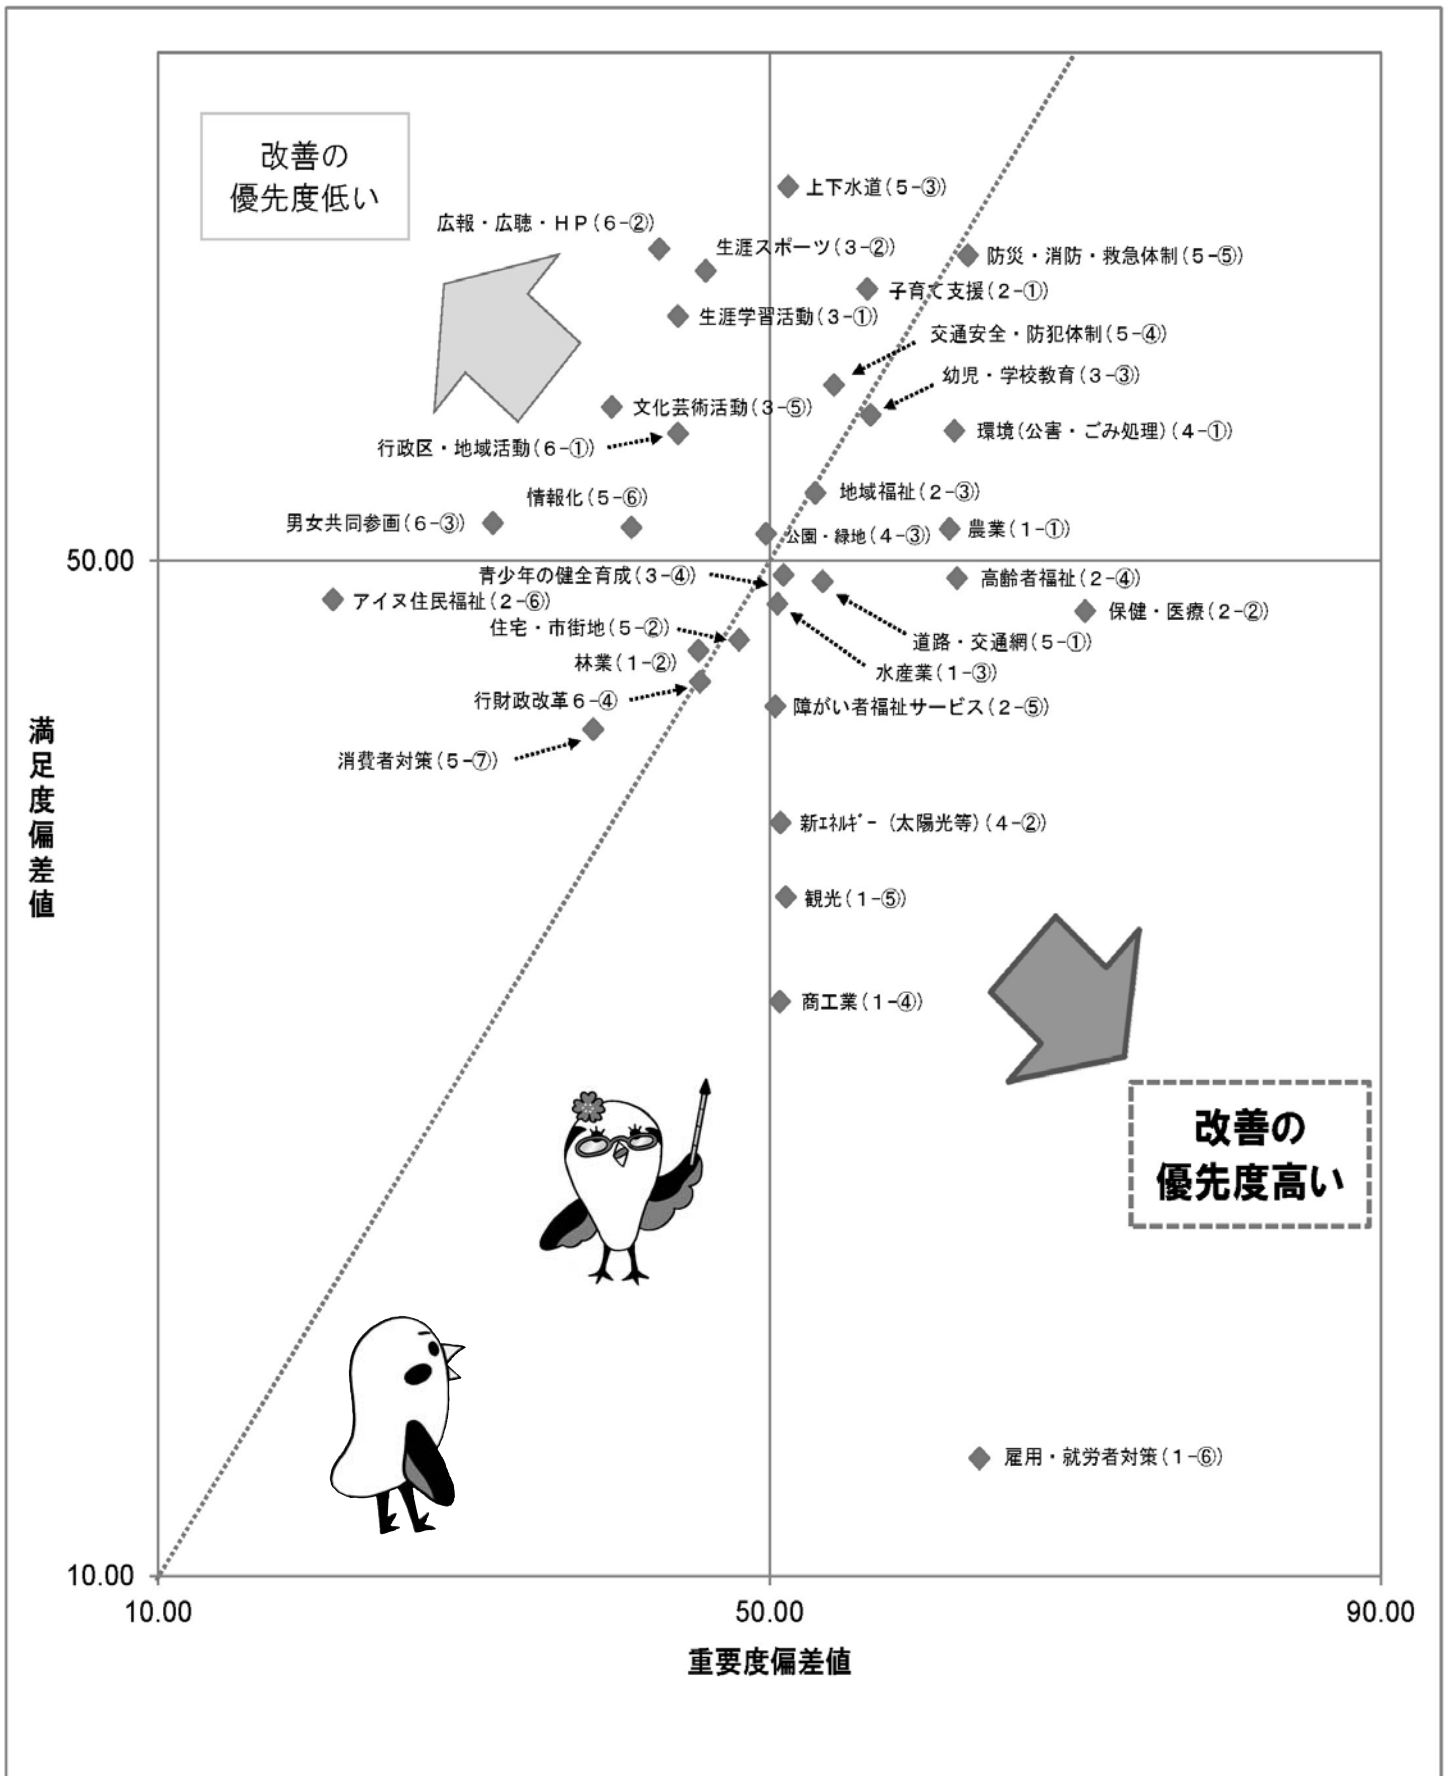 改善の
優先度低い
上下水道(5-③)
広報・広聴・HP(6-②)
生涯スポーツ(3-②)
防災・消防・救急体制(5-⑤)
子育て支援(2-①)
生涯学習活動(3-①)
交通安全・防犯体制(5-④)
幼児・学校教育(3-③)
文化芸術活動(3-⑤)
環境(公害・ごみ処理)(4-①)
行政区・地域活動(6-①)
地域福祉(2-③)
情報化(5-⑥)
男女共同参画(6-③)
公園・緑地(4-③)
農業(1-①)
50.00
青少年の健全育成(3-④)
高齢者福祉(2-④)
アイヌ住民福祉(2-⑥)
保健・医療(2-②)
住宅・市街地(5-②)
道路・交通網(5-①)
林業(1-②)
水産業(1-③)
行財政改革6-④)
障がい者福祉サービス(2-⑤)
消費者対策(5-⑦)
満足度偏差値
新ｴﾈﾙｷﾞｰ(太陽光等)(4-②)
観光(1-⑤)
商工業(1-④)
改善の
優先度高い
雇用・就労者対策(1-⑥)
10.00
10.00
50.00
90.00
重要度偏差値